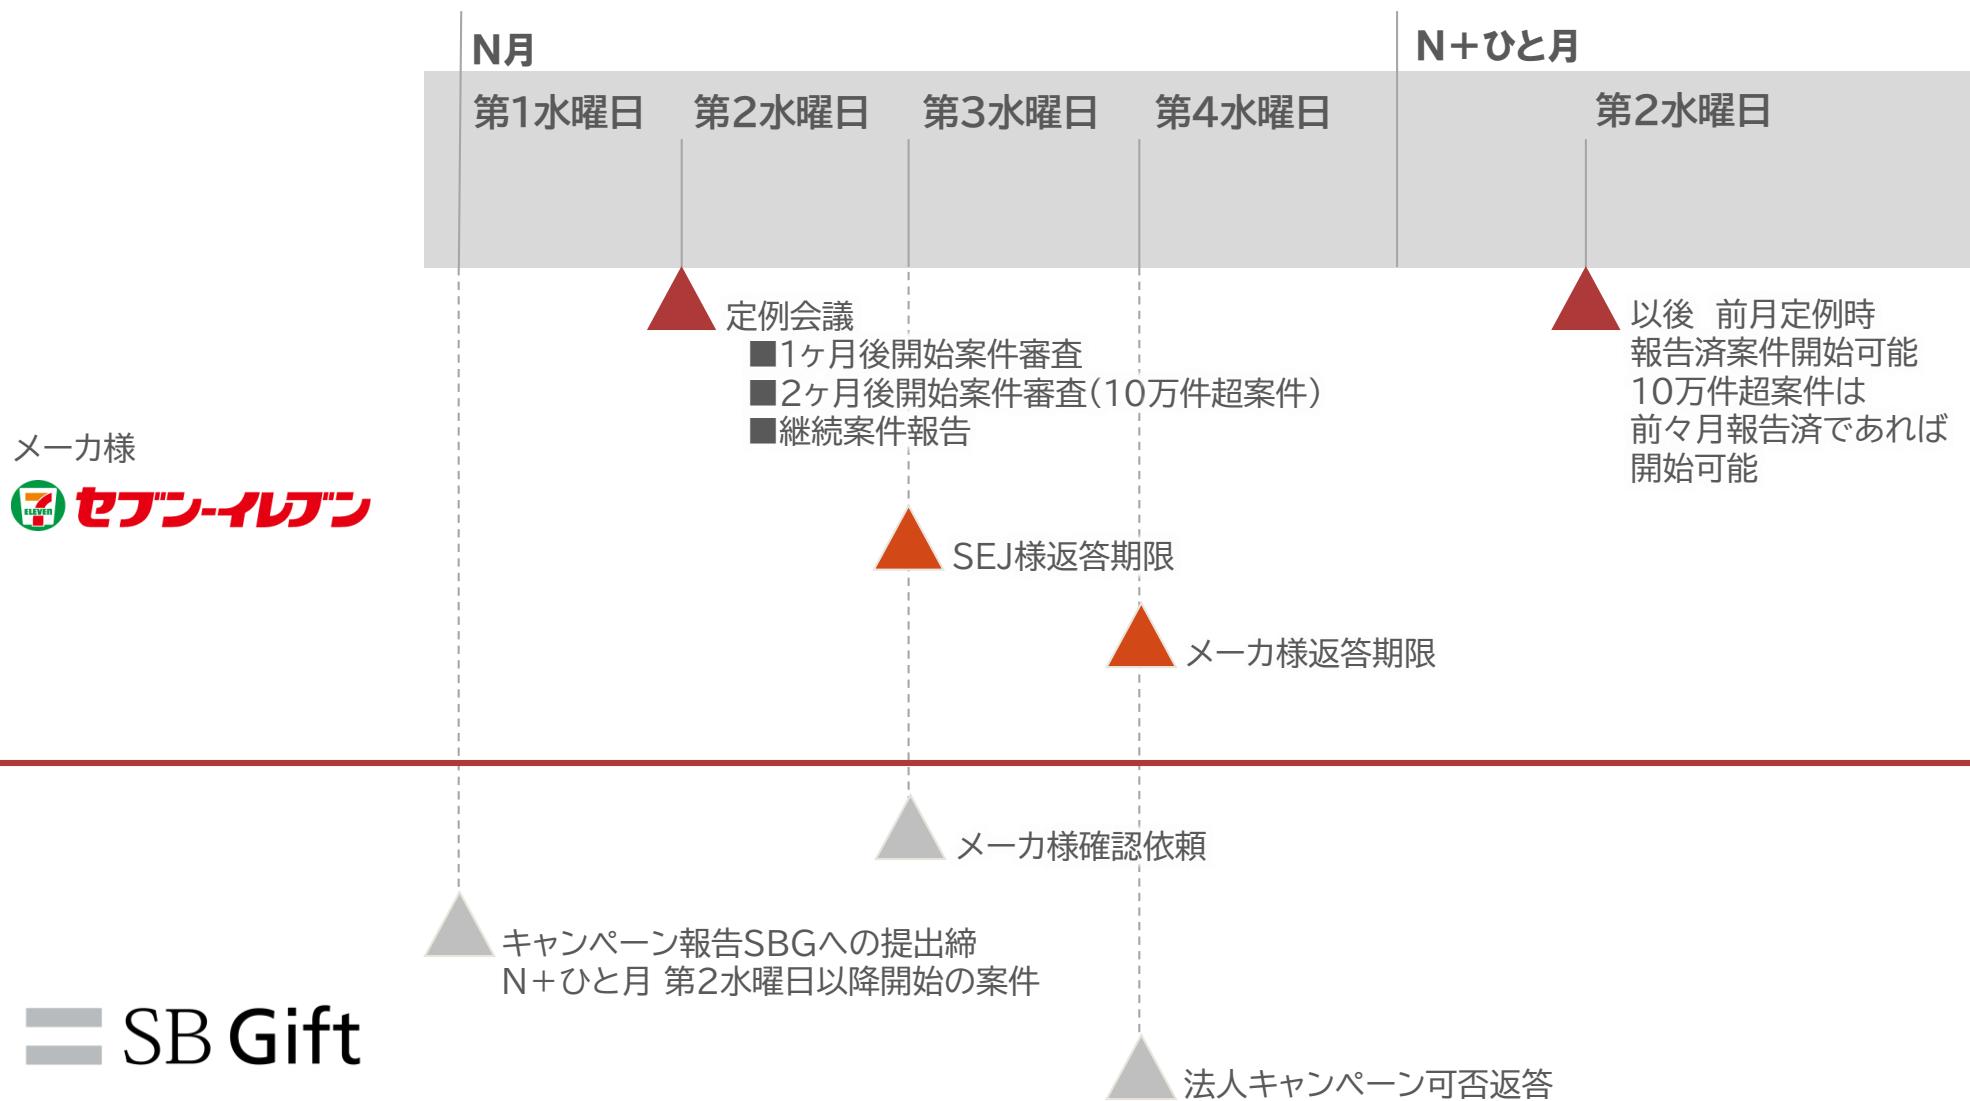 N月
N＋ひと月
第1水曜日
第2水曜日
第3水曜日
第4水曜日
第2水曜日
定例会議
■1ヶ月後開始案件審査
■2ヶ月後開始案件審査(10万件超案件)
■継続案件報告
以後　前月定例時
報告済案件開始可能
10万件超案件は
前々月報告済であれば
開始可能
メーカ様
7
ELEVEn
セブン-イレブン
SEJ様返答期限
メーカ様返答期限
メーカ様確認依頼
キャンペーン報告SBGへの提出締
N＋ひと月 第2水曜日以降開始の案件
SB Gift
法人キャンペーン可否返答